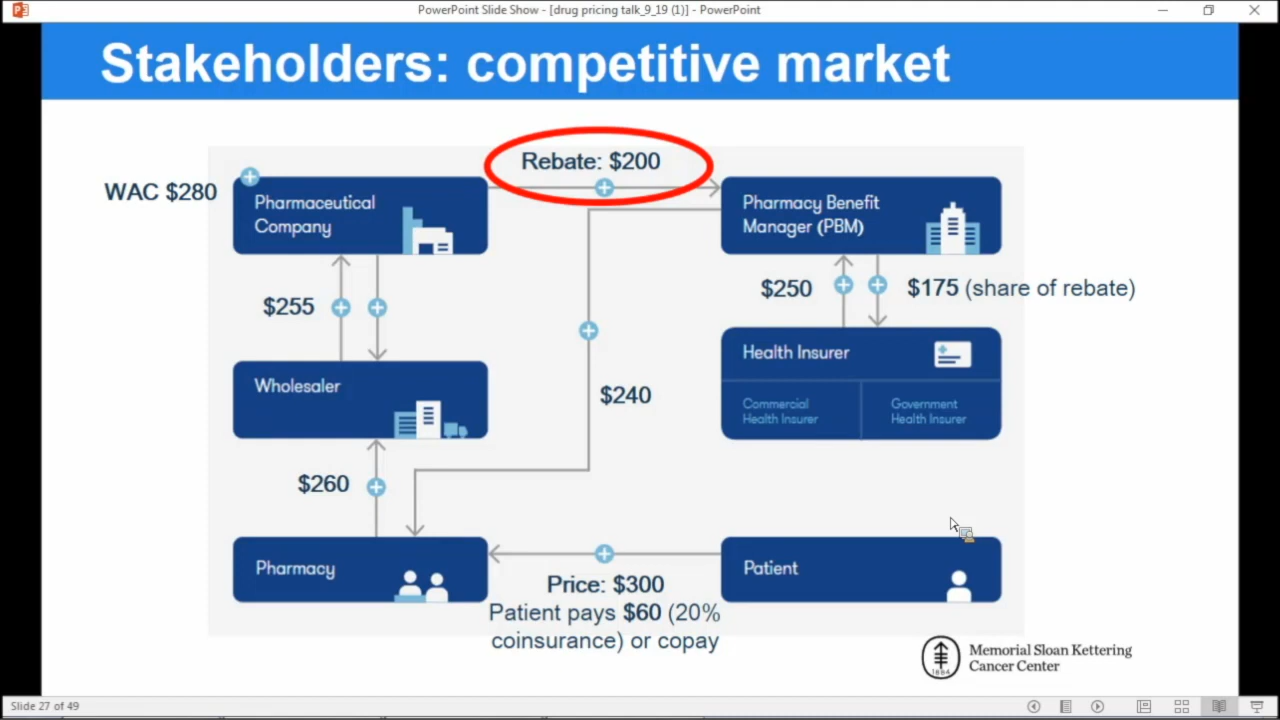 PowerPoint Slide Show - [drug pricing talk_9_19 (1)] - PowerPoint
Stakeholders: competitive market
Rebate: $200
WAC $280
Pharmaceutical
Company
Pharmacy Benefit
Manager (PBM)
$255
$250
$175 (share of rebate)
Health Insurer
Wholesaler
$240
Commercial
Health Insurer
Government
Health Insurer
$260
Pharmacy
Patient
Price: $300
Patient pays $60 (20%
coinsurance) or copay
1884
Memorial Sloan Kettering
Cancer Center
Slide 27 of 49